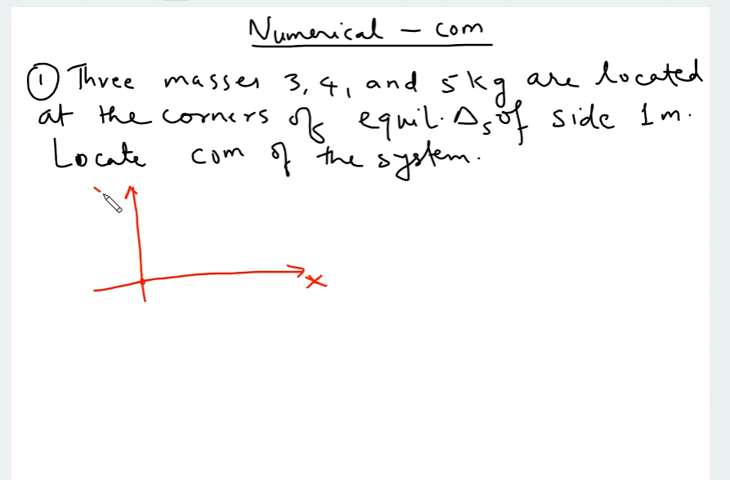 Numerical - com
① Three masses 3, 4, and 5kg are located
at the corners of equil. Δs of side 1m.
Locate com of the system.
x